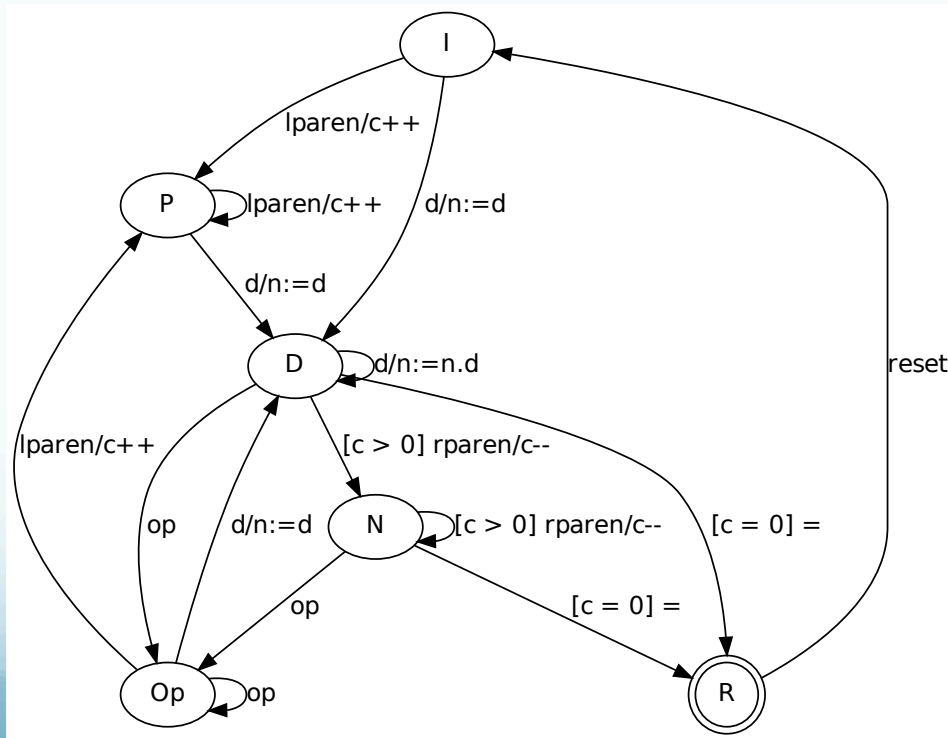 I
lparen/c++
P
lparen/c++
d/n:=d
d/n:=d
D
d/n:=n.d
lparen/c++
[c > 0] rparen/c--
op
d/n:=d
N
[c > 0] rparen/c--
[c = 0] =
reset
op
[c = 0] =
Op
op
R